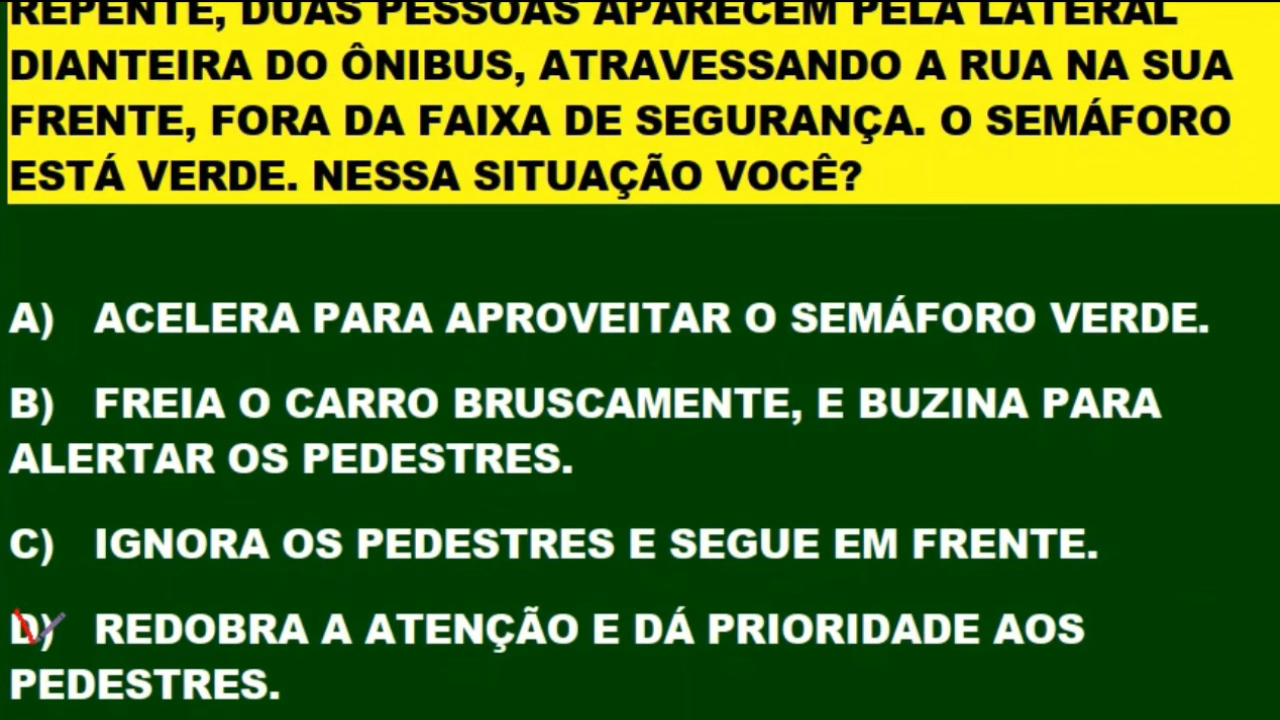 REPENTE, DUAS PESSOAS APARECEM PELA LATERAL
DIANTEIRA DO ÔNIBUS, ATRAVESSANDO A RUA NA SUA
FRENTE, FORA DA FAIXA DE SEGURANÇA. O SEMÁFORO
ESTÁ VERDE. NESSA SITUAÇÃO VOCÊ?
A) ACELERA PARA APROVEITAR O SEMÁFORO VERDE.
B) FREIA O CARRO BRUSCAMENTE, E BUZINA PARA
ALERTAR OS PEDESTRES.
C) IGNORA OS PEDESTRES E SEGUE EM FRENTE.
D) REDOBRA A ATENÇÃO E DÁ PRIORIDADE AOS
PEDESTRES.